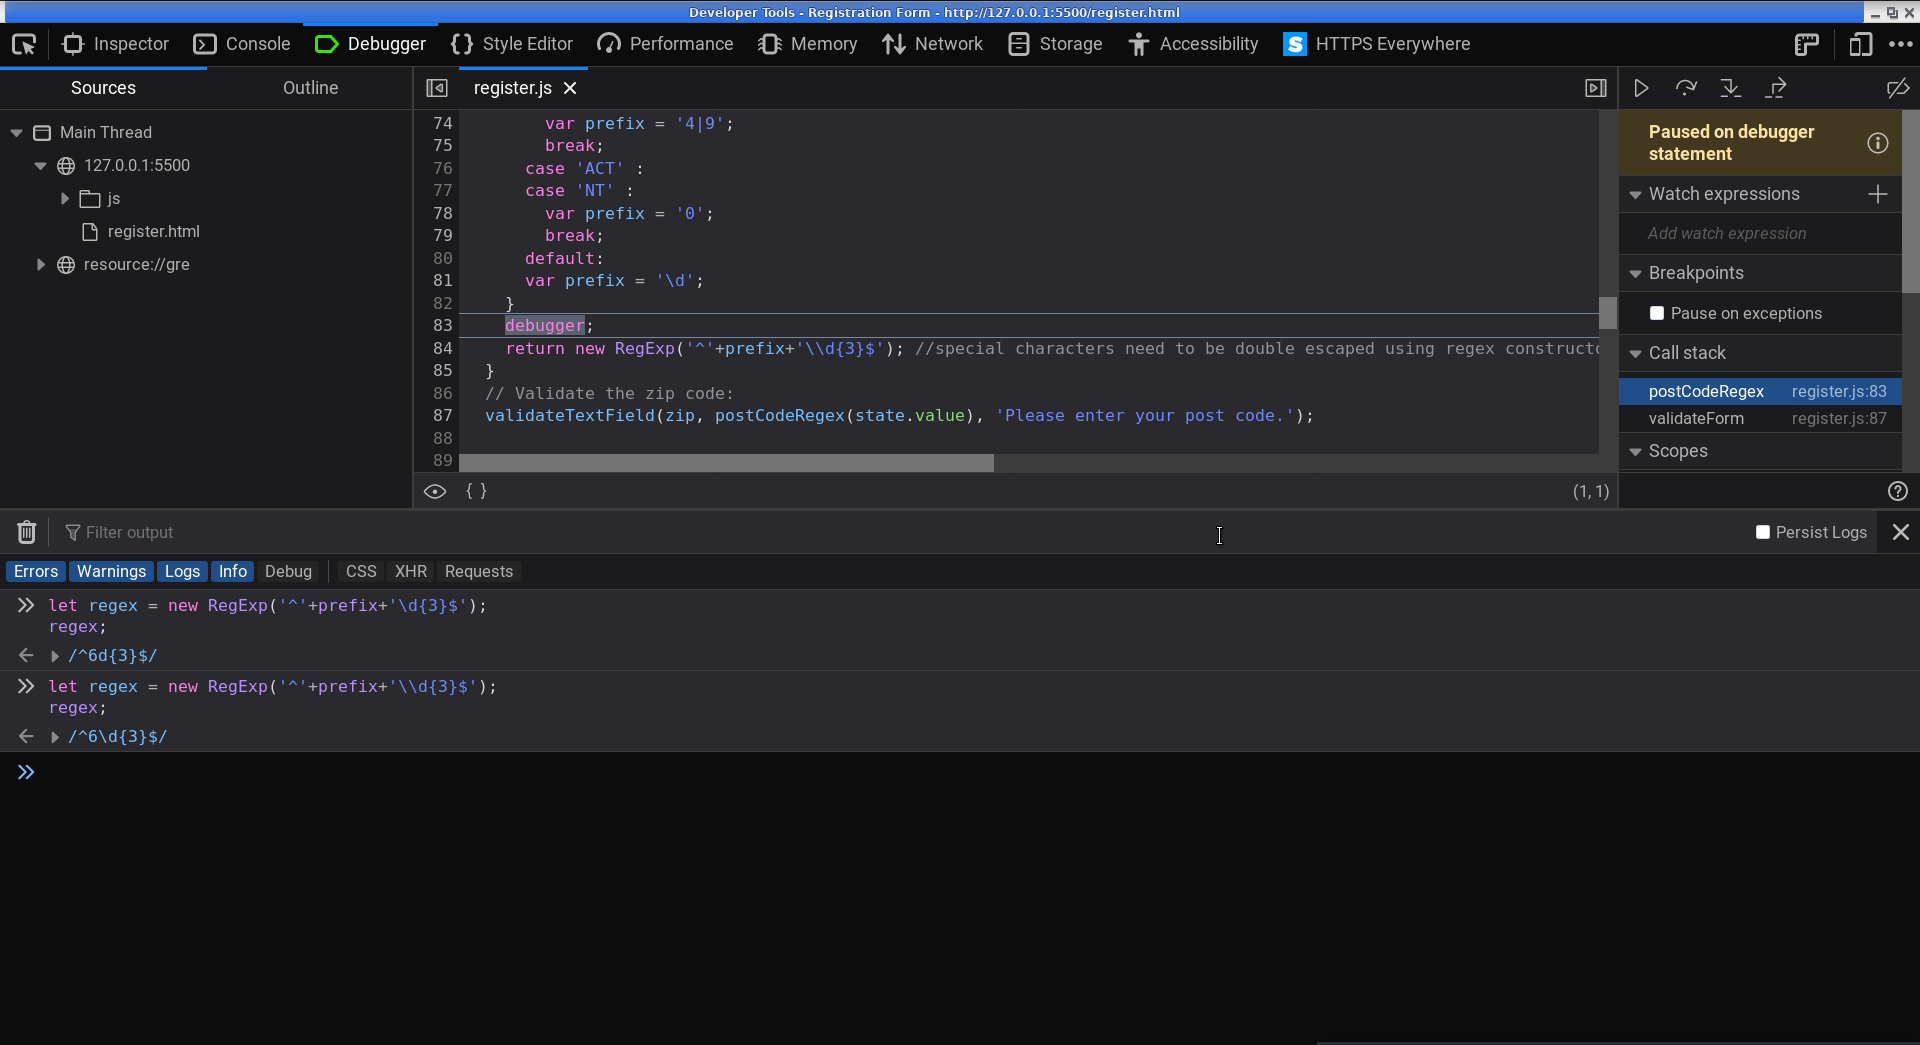 Developer Tools - Registration Form - http://127.0.0.1:5500/register.html
Inspector Console Debugger Style Editor Performance Memory Network Storage Accessibility HTTPS Everywhere
Sources Outline
Main Thread
127.0.0.1:5500
js
register.html
resource://gre
register.js
74 var prefix = '4|9';
75 break;
76 case 'ACT' :
77 case 'NT' :
78 var prefix = '0';
79 break;
80 default:
81 var prefix = '\d';
82 }
83 debugger;
84 return new RegExp('^'+prefix+'\\d{3}$'); //special characters need to be double escaped using regex constructo
85 }
86 // Validate the zip code:
87 validateTextField(zip, postCodeRegex(state.value), 'Please enter your post code.');
88
89
{ } (1, 1)
Paused on debugger
statement
Watch expressions
Add watch expression
Breakpoints
Pause on exceptions
Call stack
postCodeRegex register.js:83
validateForm register.js:87
Scopes
Filter output Persist Logs
Errors Warnings Logs Info Debug CSS XHR Requests
let regex = new RegExp('^'+prefix+'\d{3}$');
regex;
/^6d{3}$/
let regex = new RegExp('^'+prefix+'\\d{3}$');
regex;
/^6\d{3}$/